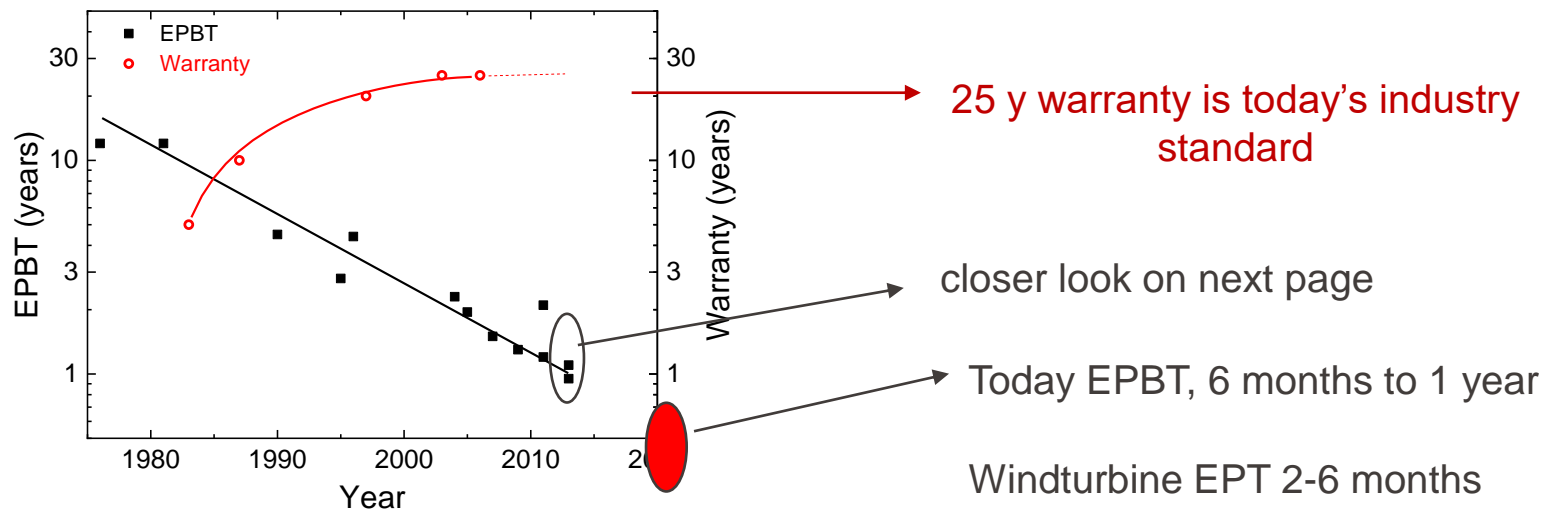 EPBT
Warranty
30
10
3
1
EPBT (years)
1980
1990
2000
2010
Year
30
10
3
1
Warranty (years)
25 y warranty is today's industry
standard
closer look on next page
Today EPBT, 6 months to 1 year
Windturbine EPT 2-6 months